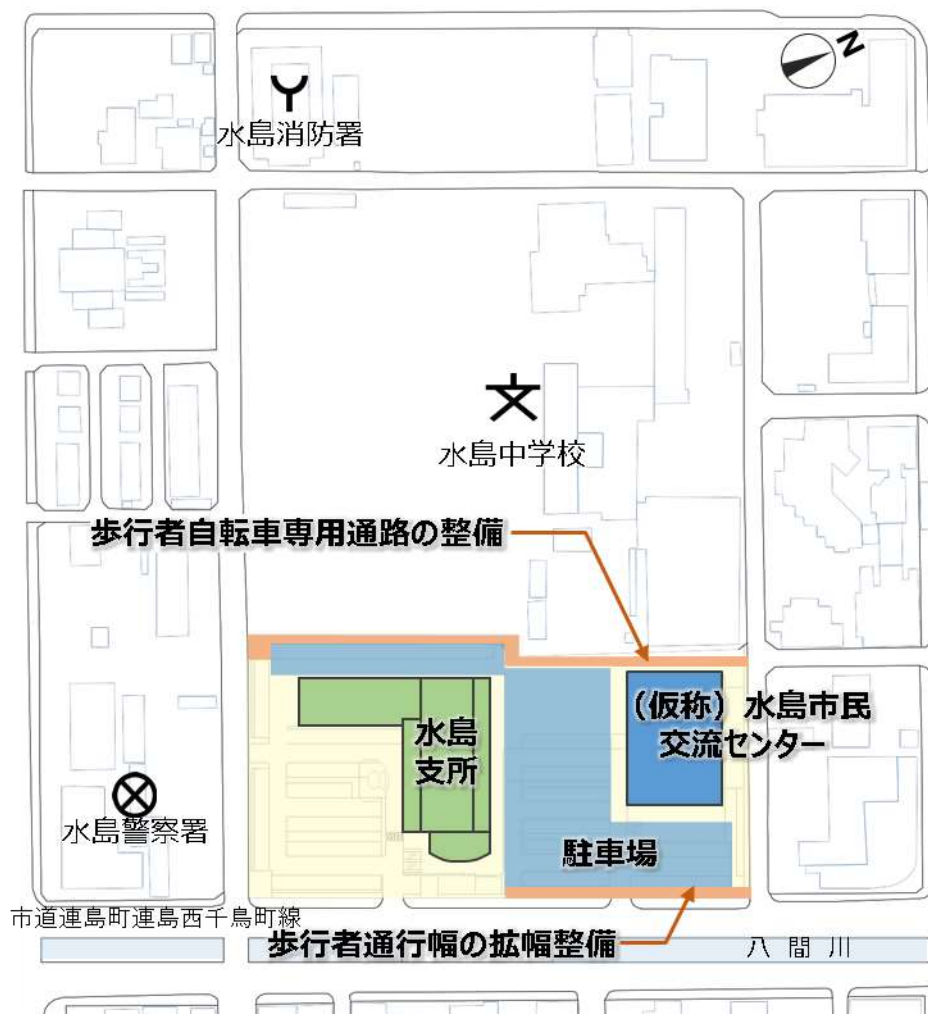 N
水島消防署
水島中学校
歩行者自転車専用通路の整備
（仮称）水島市民
交流センター
水島
支所
水島警察署
駐車場
市道連島町連島西千鳥町線
歩行者通行幅の拡幅整備
八間川